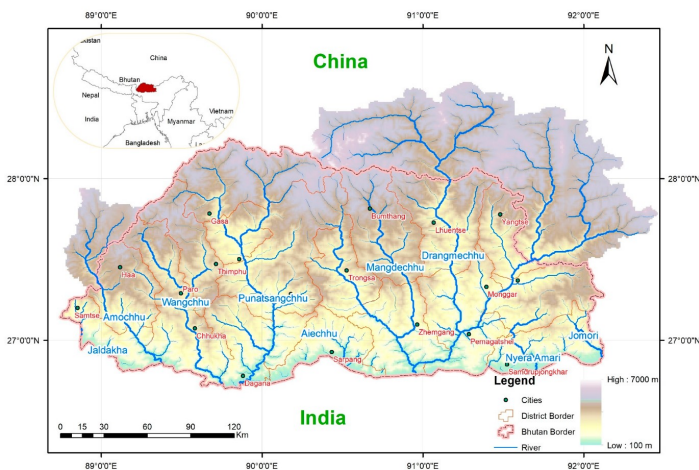 89°0'0"E 90°0'0"E 91°0'0"E 92°0'0"E
China
N
China
Bhutan
Nepal
India
Myanmar
Vietnam
Bangladesh
28°0'0"N
28°0'0"N
Gasa
Bumthang
Lhuentse
Yangtse
Haa
Thimphu
Trongsa
Mangdechhu
Drangmechhu
Paro
Wangchhu
Punatsangchhu
Monggar
Samtse
Amochhu
Chhukha
Zhemgang
Pemagatshe
Aiechhu
Jomori
27°0'0"N
27°0'0"N
Jaldakha
Sarpang
Nyera Amari
Samdrupjongkhar
Dagana
Legend
Cities
District Border
Bhutan Border
River
High : 7000 m
Low : 100 m
India
0 15 30 60 90 120
Km
89°0'0"E 90°0'0"E 91°0'0"E 92°0'0"E